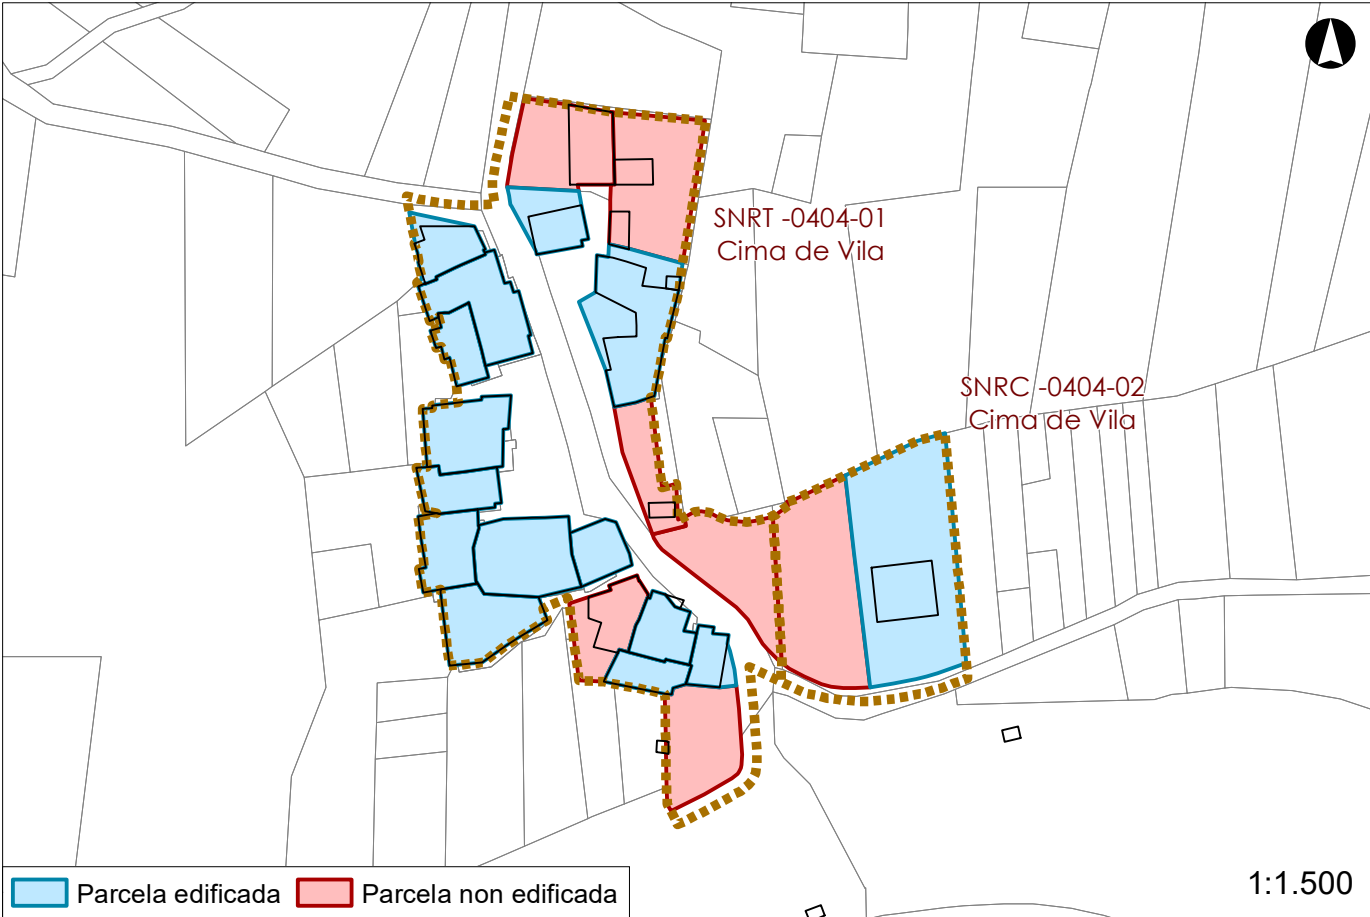 SNRT -0404-01
Cima de Vila
SNRC -0404-02
Cima de Vila
Parcela edificada
Parcela non edificada
1:1.500